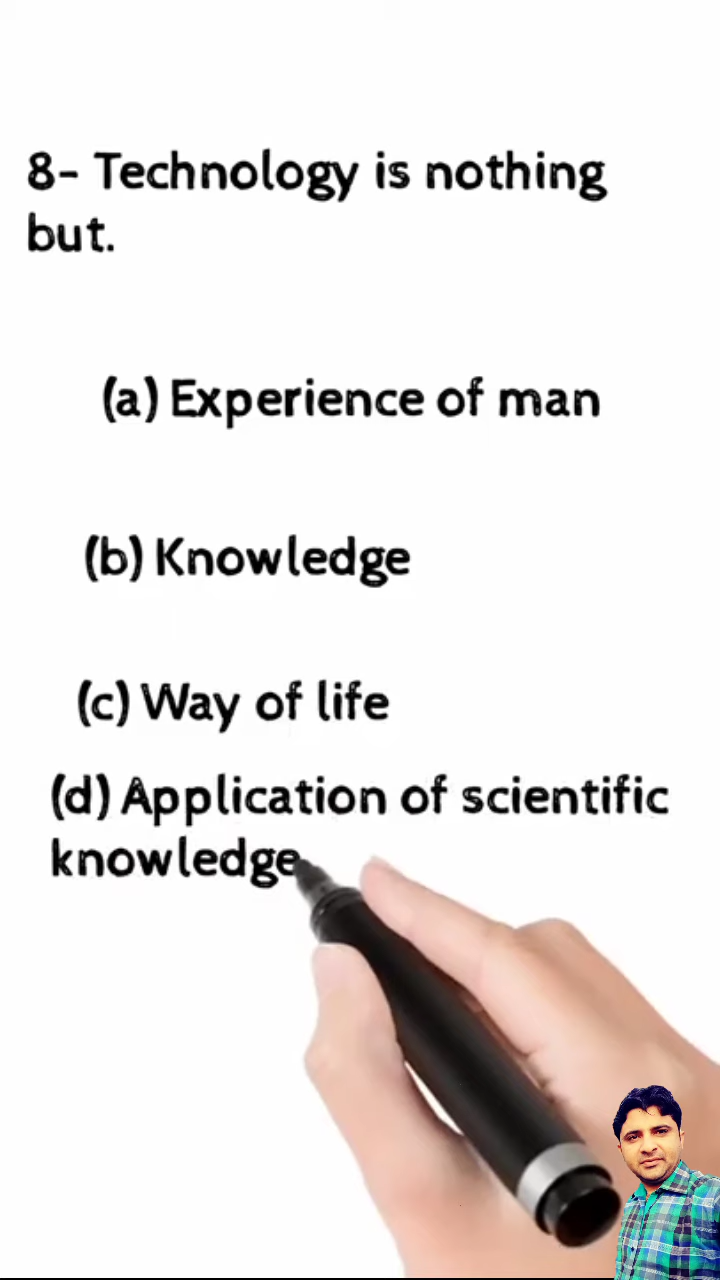 8- Technology is nothing
but.
(a) Experience of man
(b) Knowledge
(c) Way of life
(d) Application of scientific
knowledge